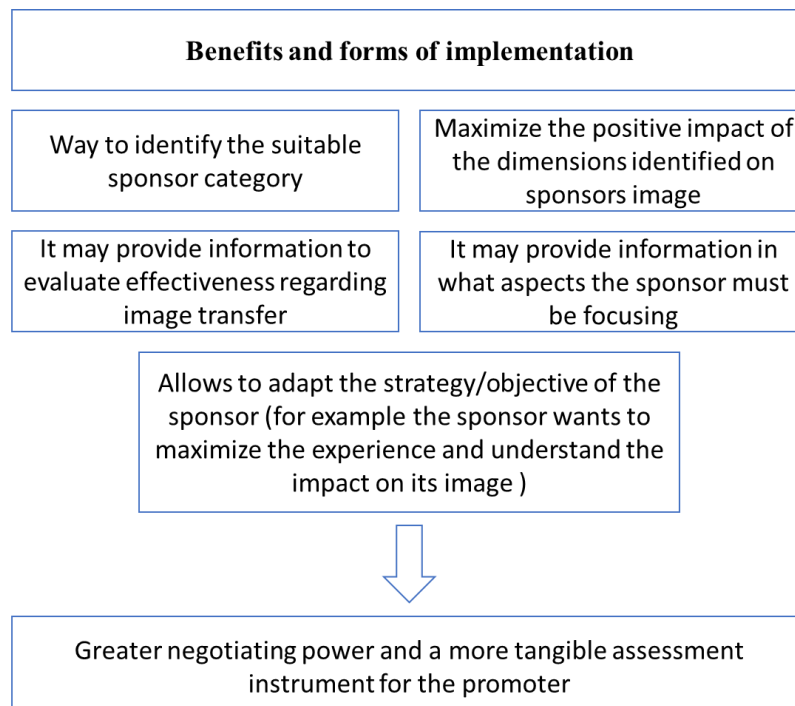 Benefits and forms of implementation
Way to identify the suitable
sponsor category
Maximize the positive impact of
the dimensions identified on
sponsors image
It may provide information to
evaluate effectiveness regarding
image transfer
It may provide information in
what aspects the sponsor must
be focusing
Allows to adapt the strategy/objective of the
sponsor (for example the sponsor wants to
maximize the experience and understand the
impact on its image )
Greater negotiating power and a more tangible assessment
instrument for the promoter